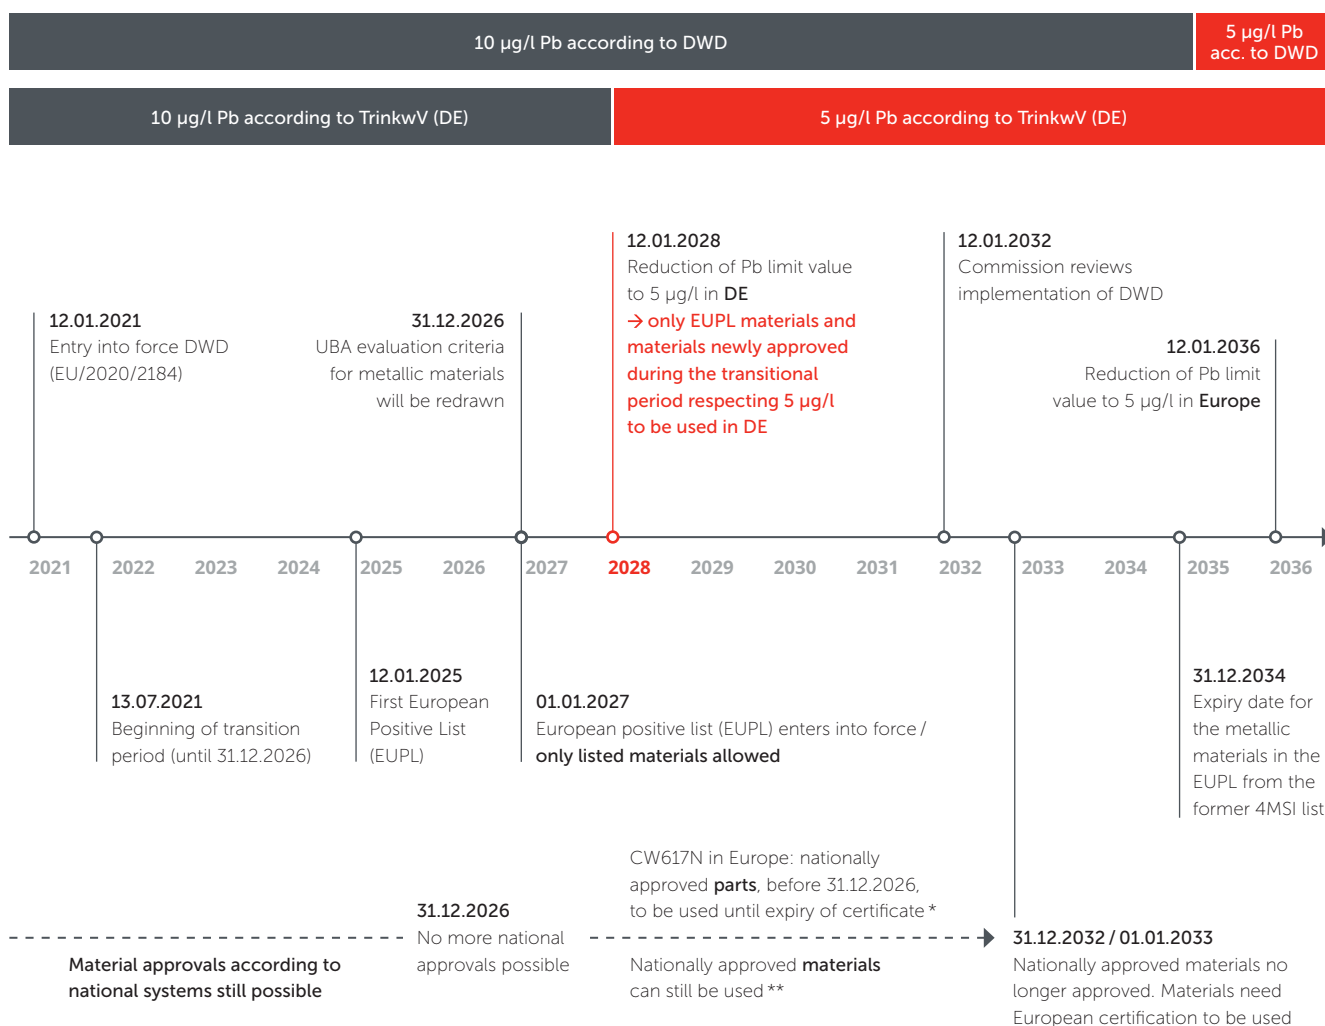 10 µg/l Pb according to DWD
5 µg/l Pb
acc. to DWD
10 µg/l Pb according to TrinkwV (DE)
5 µg/l Pb according to TrinkwV (DE)
12.01.2021
Entry into force DWD
(EU/2020/2184)
31.12.2026
UBA evaluation criteria
for metallic materials
will be redrawn
12.01.2028
Reduction of Pb limit value
to 5 µg/l in DE
→ only EUPL materials and
materials newly approved
during the transitional
period respecting 5 µg/l
to be used in DE
12.01.2032
Commission reviews
implementation of DWD
12.01.2036
Reduction of Pb limit
value to 5 µg/l in Europe
2021 2022 2023 2024 2025 2026 2027 2028 2029 2030 2031 2032 2033 2034 2035 2036
13.07.2021
Beginning of transition
period (until 31.12.2026)
12.01.2025
First European
Positive List
(EUPL)
01.01.2027
European positive list (EUPL) enters into force /
only listed materials allowed
31.12.2034
Expiry date for
the metallic
materials in the
EUPL from the
former 4MSI list
Material approvals according to
national systems still possible
31.12.2026
No more national
approvals possible
CW617N in Europe: nationally
approved parts, before 31.12.2026,
to be used until expiry of certificate *
Nationally approved materials
can still be used **
31.12.2032 / 01.01.2033
Nationally approved materials no
longer approved. Materials need
European certification to be used